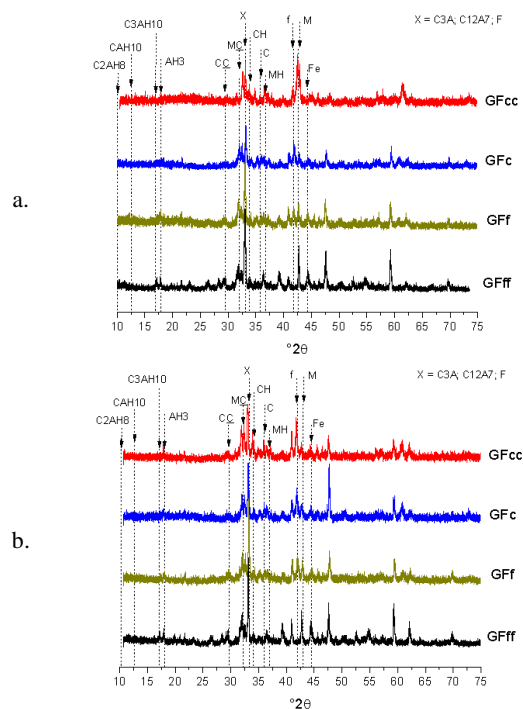 X
X = C3A; C12A7; F
C3AH10
CH
f
M
MC
C
CAH10
AH3
CC
MH
Fe
C2AH8
GFcc
GFc
a.
GFf
GFff
10 15 20 25 30 35 40 45 50 55 60 65 70 75
°2θ
X
X = C3A; C12A7; F
C3AH10
CH
f
M
MC
C
CAH10
AH3
CC
MH
Fe
C2AH8
GFcc
GFc
b.
GFf
GFff
10 15 20 25 30 35 40 45 50 55 60 65 70 75
°2θ